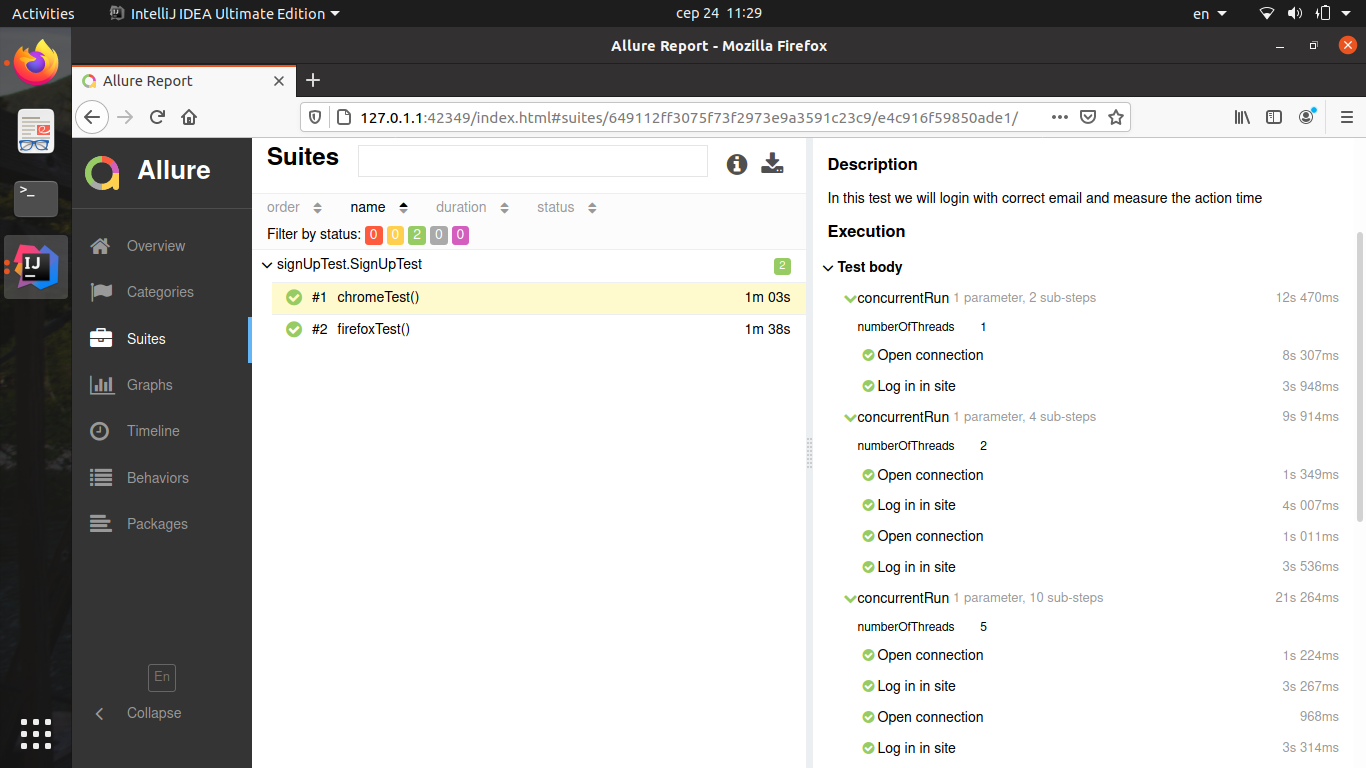 Activities IntelliJ IDEA Ultimate Edition сер 24 11:29 en
Allure Report - Mozilla Firefox
Allure Report
127.0.1.1:42349/index.html#suites/649112ff3075f73f2973e9a3591c23c9/e4c916f59850ade1/
Allure
Overview
Categories
Suites
Graphs
Timeline
Behaviors
Packages
En
Collapse
Suites
order name duration status
Filter by status: 0 0 2 0 0
signUpTest.SignUpTest 2
#1 chromeTest() 1m 03s
#2 firefoxTest() 1m 38s
Description
In this test we will login with correct email and measure the action time
Execution
Test body
concurrentRun 1 parameter, 2 sub-steps 12s 470ms
numberOfThreads 1
Open connection 8s 307ms
Log in in site 3s 948ms
concurrentRun 1 parameter, 4 sub-steps 9s 914ms
numberOfThreads 2
Open connection 1s 349ms
Log in in site 4s 007ms
Open connection 1s 011ms
Log in in site 3s 536ms
concurrentRun 1 parameter, 10 sub-steps 21s 264ms
numberOfThreads 5
Open connection 1s 224ms
Log in in site 3s 267ms
Open connection 968ms
Log in in site 3s 314ms
>_
IJ